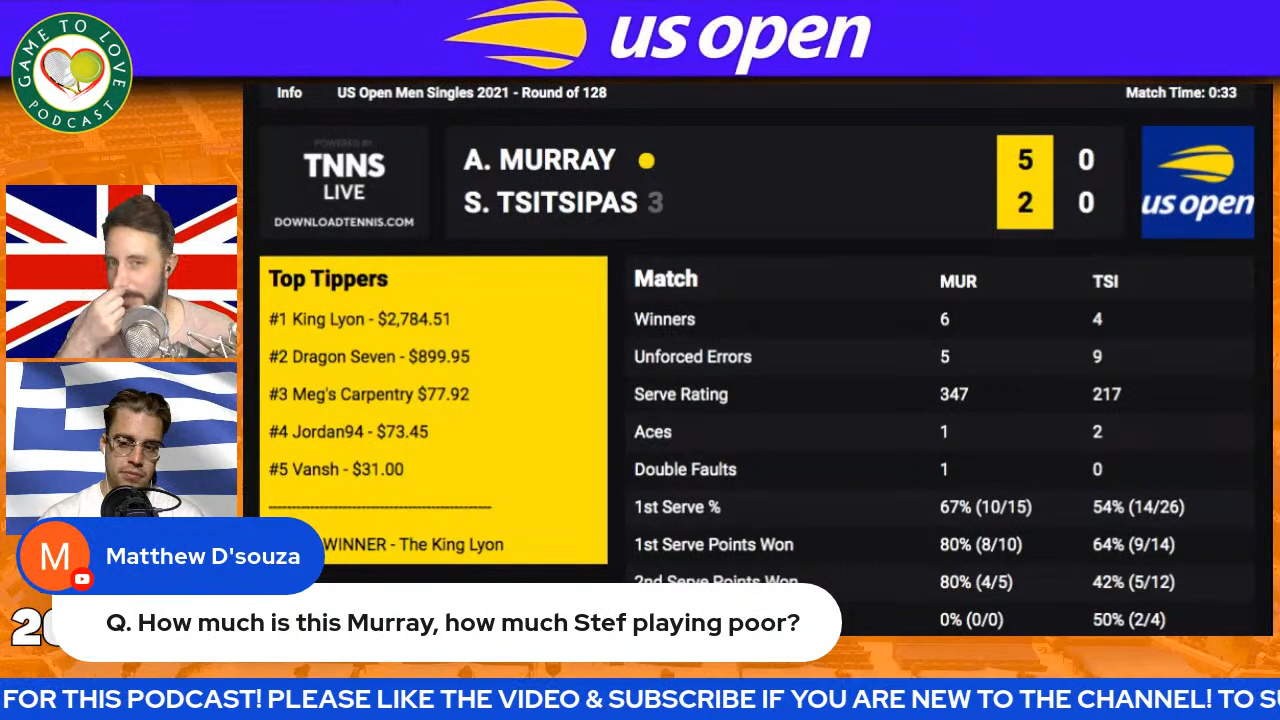 GAME TO LOVE
PODCAST
us open
Info US Open Men Singles 2021 - Round of 128 Match Time: 0:33
POWERED BY
TNNS
LIVE
DOWNLOADTENNIS.COM
A. MURRAY 5 0
S. TSITSIPAS 3 2 0
us open
Top Tippers
#1 King Lyon - $2,784.51
#2 Dragon Seven - $899.95
#3 Meg's Carpentry $77.92
#4 Jordan94 - $73.45
#5 Vansh - $31.00
WINNER - The King Lyon
Match MUR TSI
Winners 6 4
Unforced Errors 5 9
Serve Rating 347 217
Aces 1 2
Double Faults 1 0
1st Serve % 67% (10/15) 54% (14/26)
1st Serve Points Won 80% (8/10) 64% (9/14)
2nd Serve Points Won 80% (4/5) 42% (5/12)
0% (0/0) 50% (2/4)
M
Matthew D'souza
Q. How much is this Murray, how much Stef playing poor?
FOR THIS PODCAST! PLEASE LIKE THE VIDEO & SUBSCRIBE IF YOU ARE NEW TO THE CHANNEL! TO